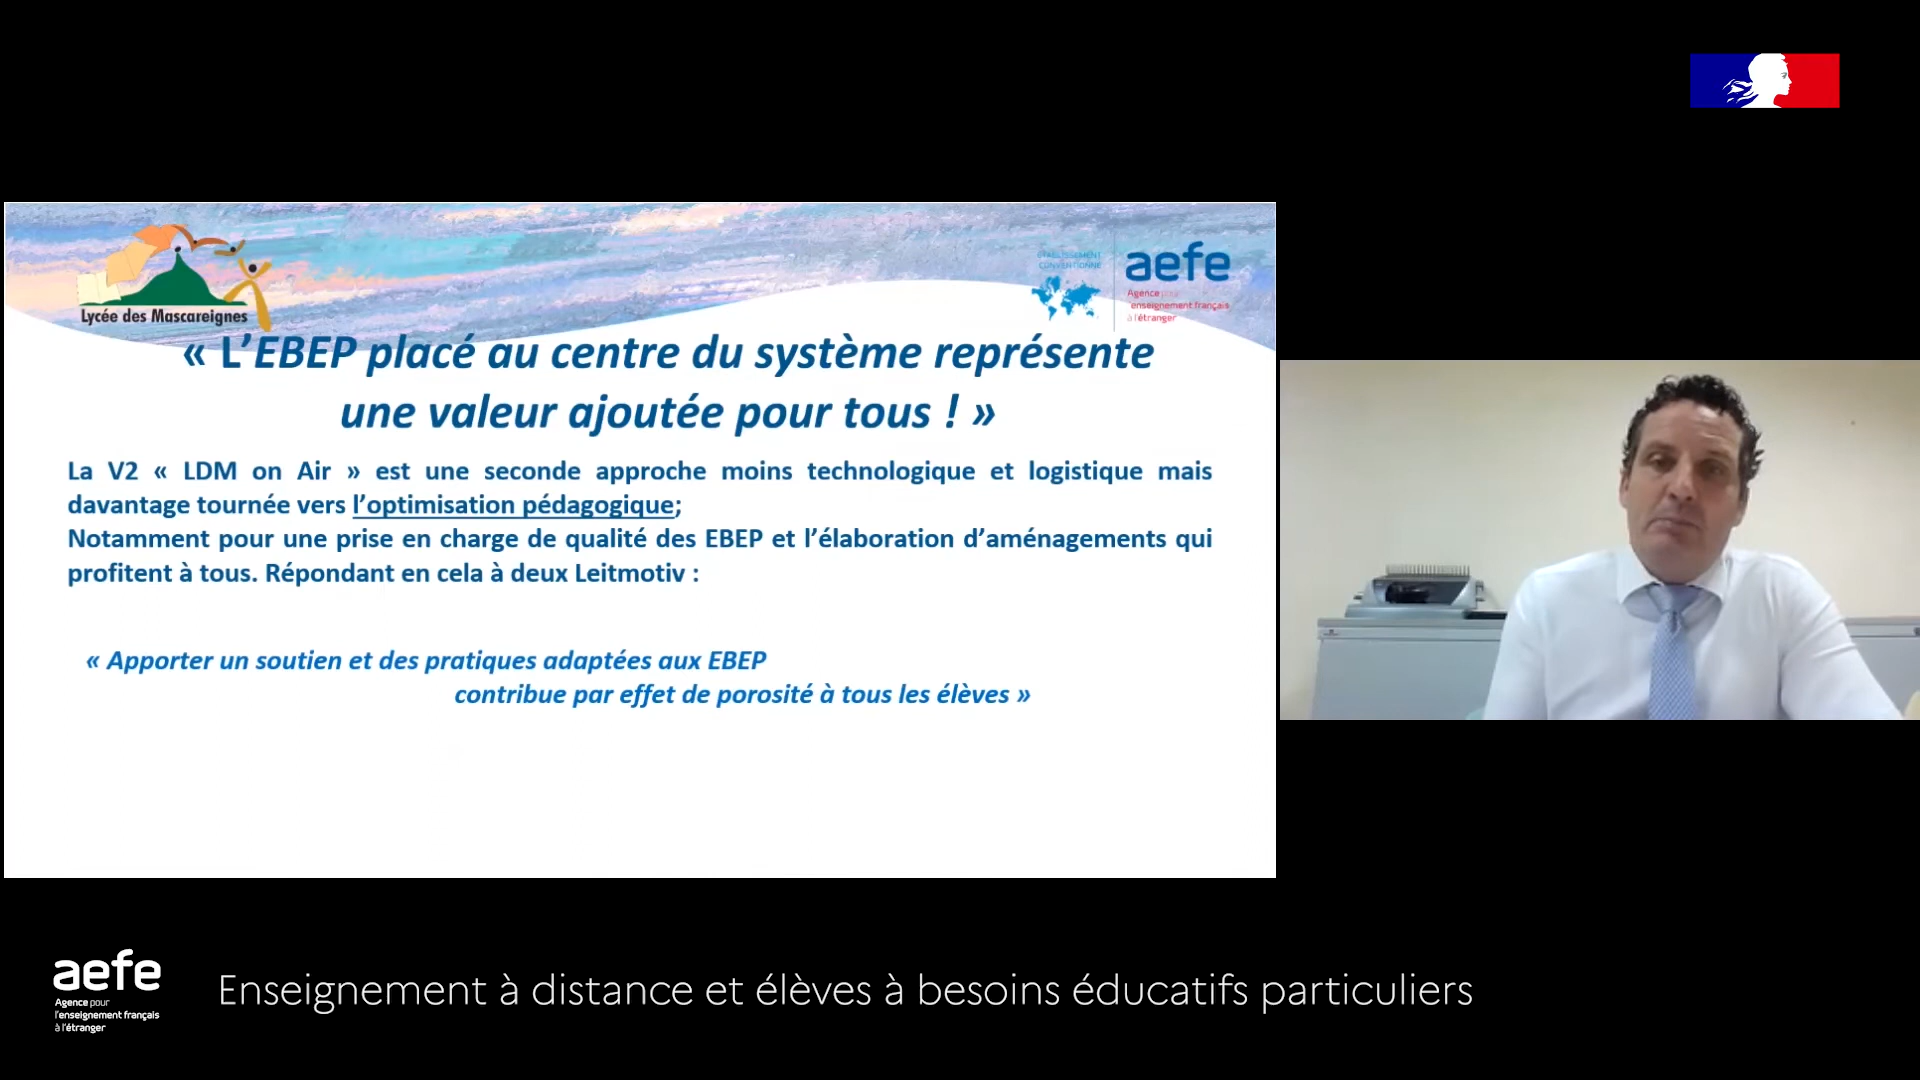 Lycée des Mascareignes
ÉTABLISSEMENT
CONVENTIONNÉ
aefe
Agence pour
l'enseignement français
à l'étranger
« L'EBEP placé au centre du système représente
une valeur ajoutée pour tous ! »
La V2 « LDM on Air » est une seconde approche moins technologique et logistique mais
davantage tournée vers l'optimisation pédagogique;
Notamment pour une prise en charge de qualité des EBEP et l'élaboration d'aménagements qui
profitent à tous. Répondant en cela à deux Leitmotiv :
« Apporter un soutien et des pratiques adaptées aux EBEP
contribue par effet de porosité à tous les élèves »
aefe
Agence pour
l'enseignement français
à l'étranger
Enseignement à distance et élèves à besoins éducatifs particuliers